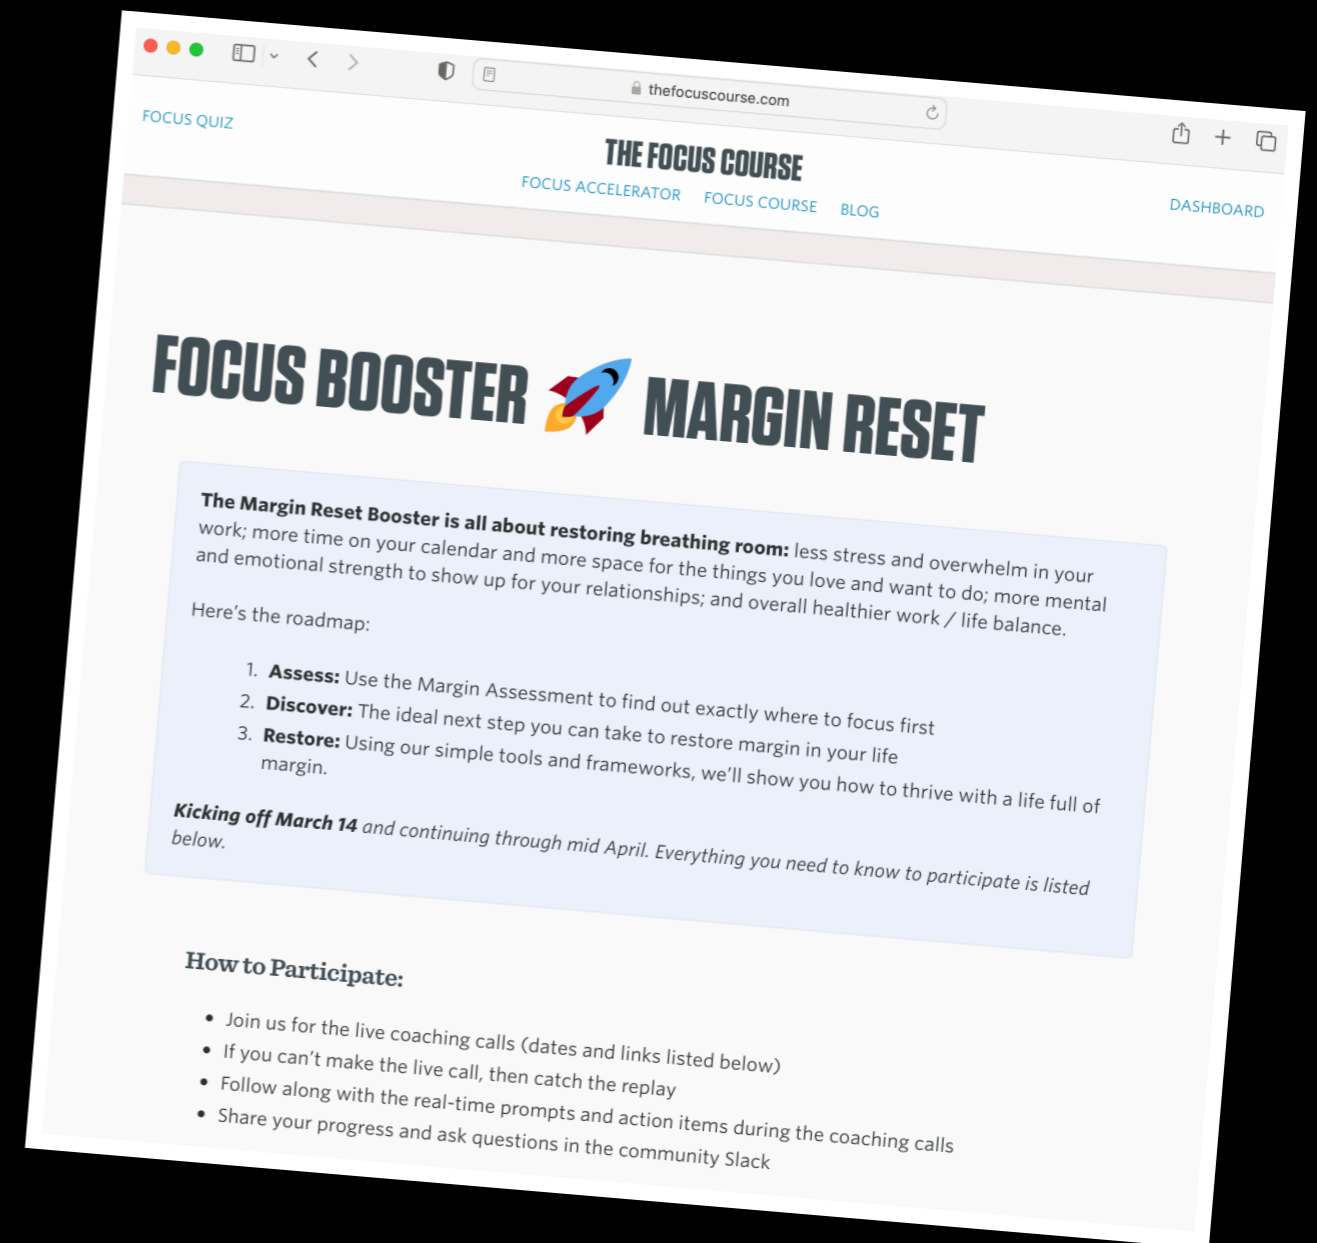 thefocuscourse.com
FOCUS QUIZ
THE FOCUS COURSE
FOCUS ACCELERATOR FOCUS COURSE BLOG
DASHBOARD
FOCUS BOOSTER 🚀 MARGIN RESET
The Margin Reset Booster is all about restoring breathing room: less stress and overwhelm in your
work; more time on your calendar and more space for the things you love and want to do; more mental
and emotional strength to show up for your relationships; and overall healthier work / life balance.
Here’s the roadmap:
1. Assess: Use the Margin Assessment to find out exactly where to focus first
2. Discover: The ideal next step you can take to restore margin in your life
3. Restore: Using our simple tools and frameworks, we’ll show you how to thrive with a life full of
margin.
Kicking off March 14 and continuing through mid April. Everything you need to know to participate is listed
below.
How to Participate:
• Join us for the live coaching calls (dates and links listed below)
• If you can’t make the live call, then catch the replay
• Follow along with the real-time prompts and action items during the coaching calls
• Share your progress and ask questions in the community Slack